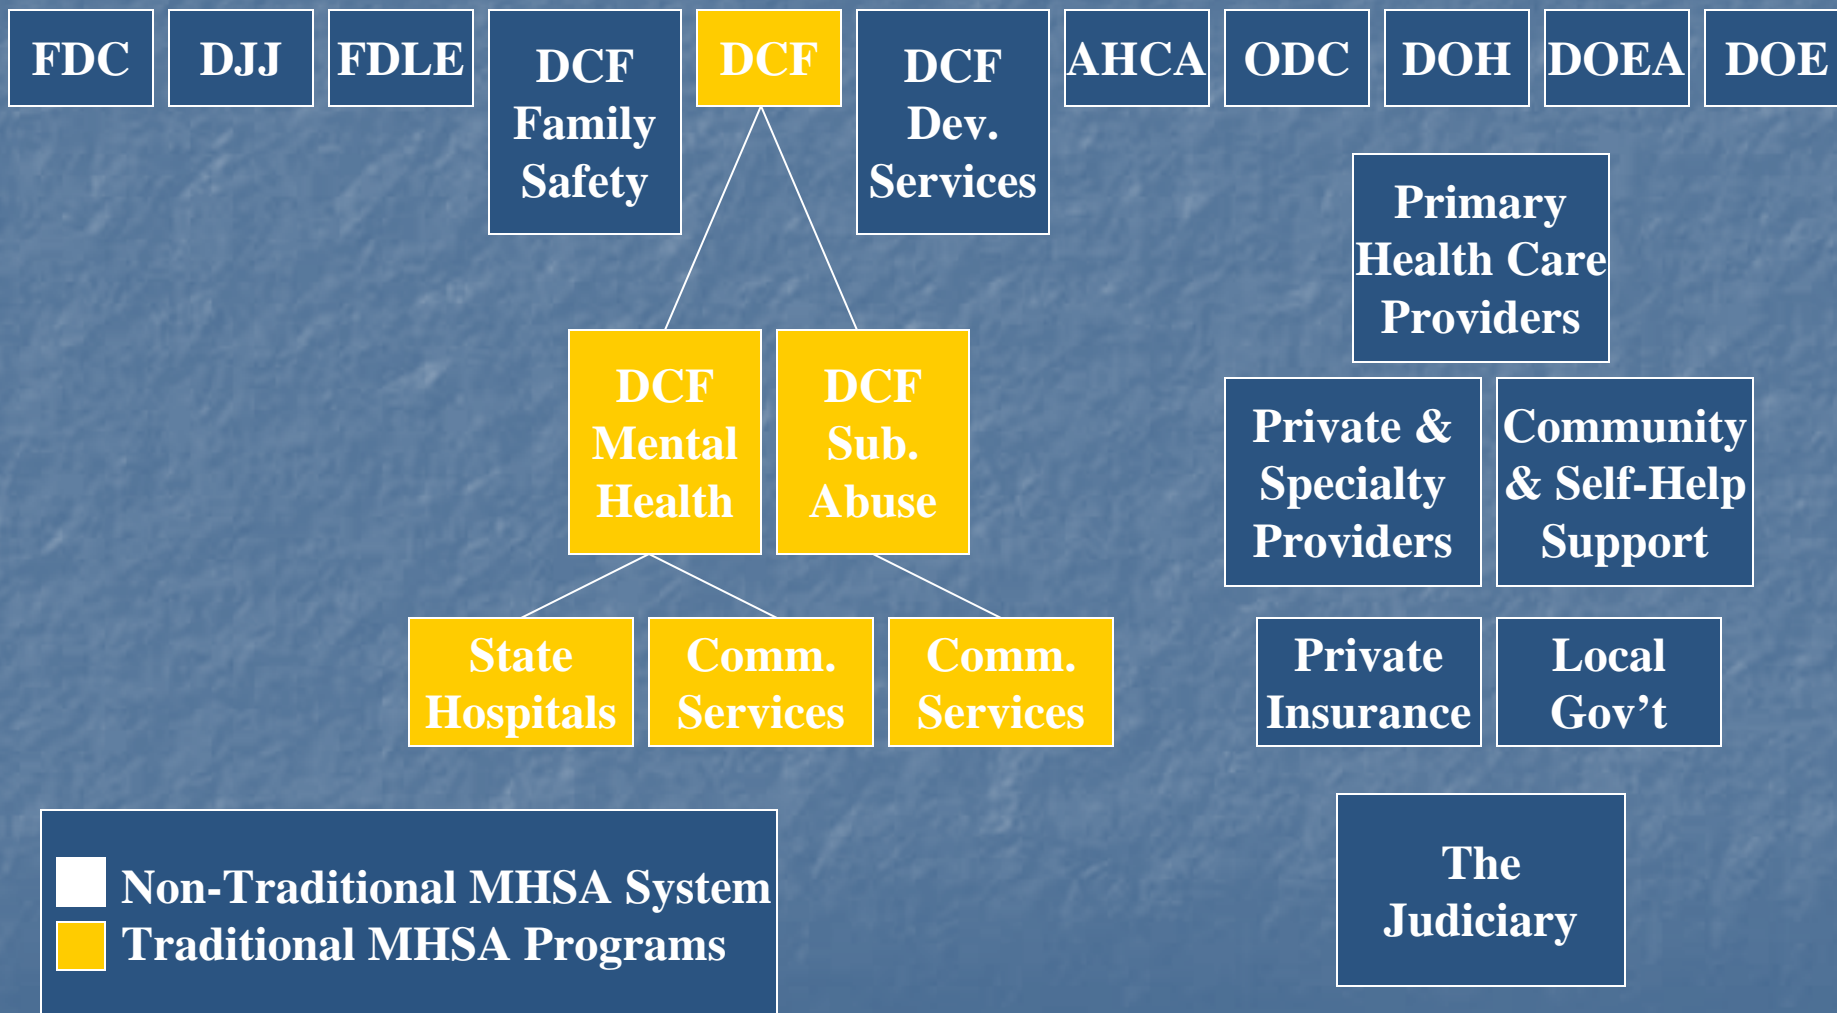 FDC
DJJ
FDLE
DCF
Family
Safety
DCF
DCF
Dev.
Services
AHCA
ODC
DOH
DOEA
DOE
Primary
Health Care
Providers
DCF
Mental
Health
DCF
Sub.
Abuse
Private &
Specialty
Providers
Community
& Self-Help
Support
State
Hospitals
Comm.
Services
Comm.
Services
Private
Insurance
Local
Gov’t
Non-Traditional MHSA System
Traditional MHSA Programs
The
Judiciary